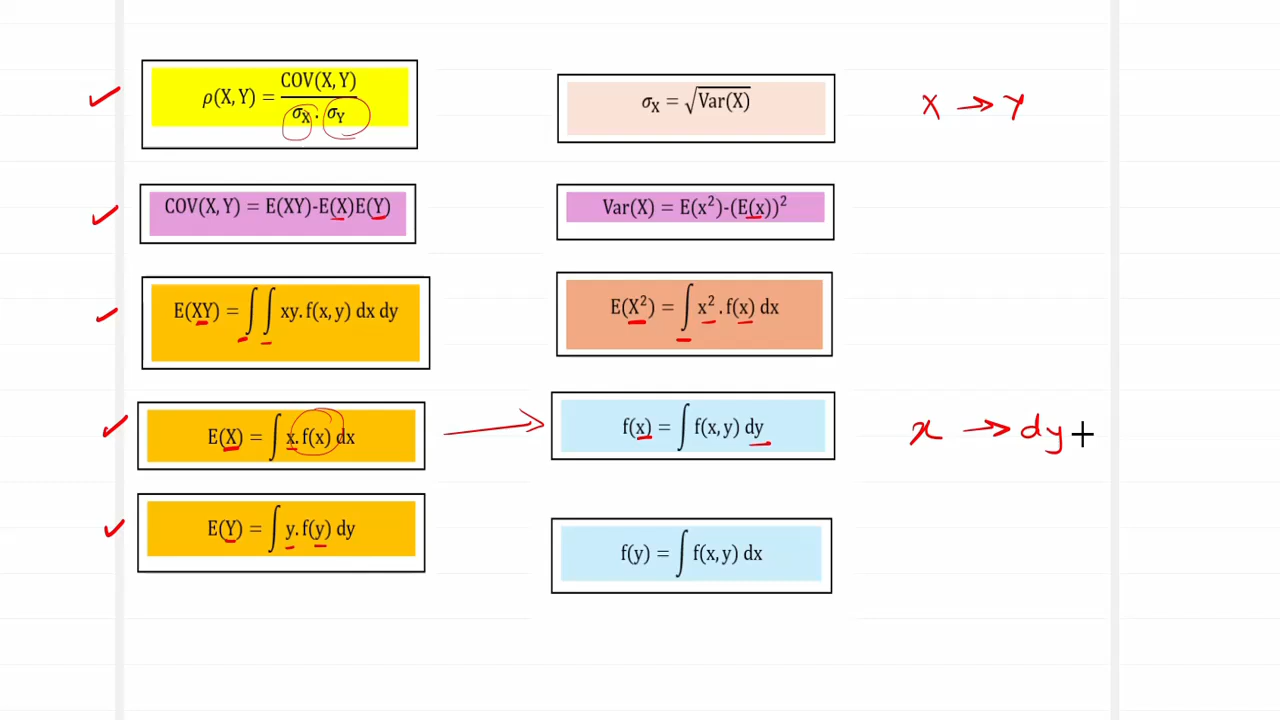 ρ(X, Y) = COV(X, Y) / σX . σY
σX = √Var(X)
X → Y
COV(X, Y) = E(XY)-E(X)E(Y)
Var(X) = E(x²)-(E(x))²
E(XY) = ∫ ∫ xy. f(x, y) dx dy
E(X²) = ∫ x² . f(x) dx
E(X) = ∫ x. f(x) dx
f(x) = ∫ f(x, y) dy
x → dy
E(Y) = ∫ y. f(y) dy
f(y) = ∫ f(x, y) dx